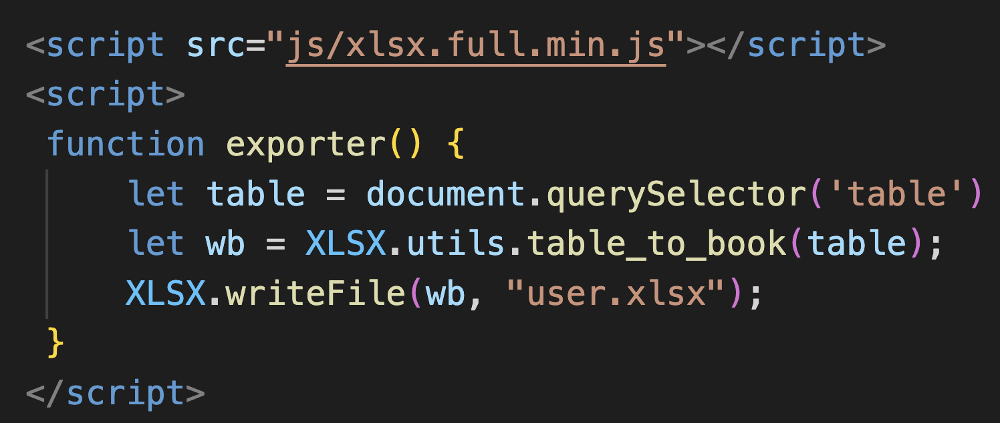 <script src="js/xlsx.full.min.js"></script>
<script>
function exporter() {
let table = document.querySelector('table')
let wb = XLSX.utils.table_to_book(table);
XLSX.writeFile(wb, "user.xlsx");
}
</script>